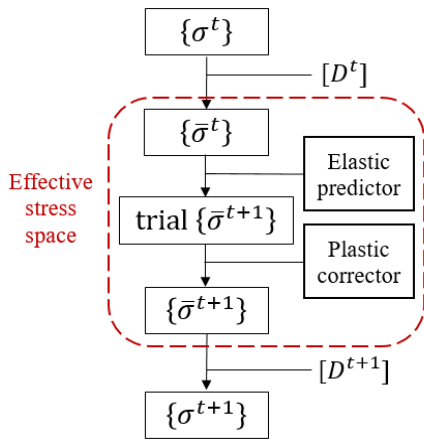 {σ^t}
[D^t]
{σ̄^t}
Elastic
predictor
Effective
stress
space
trial {σ̄^{t+1}}
Plastic
corrector
{σ̄^{t+1}}
[D^{t+1}]
{σ^{t+1}}